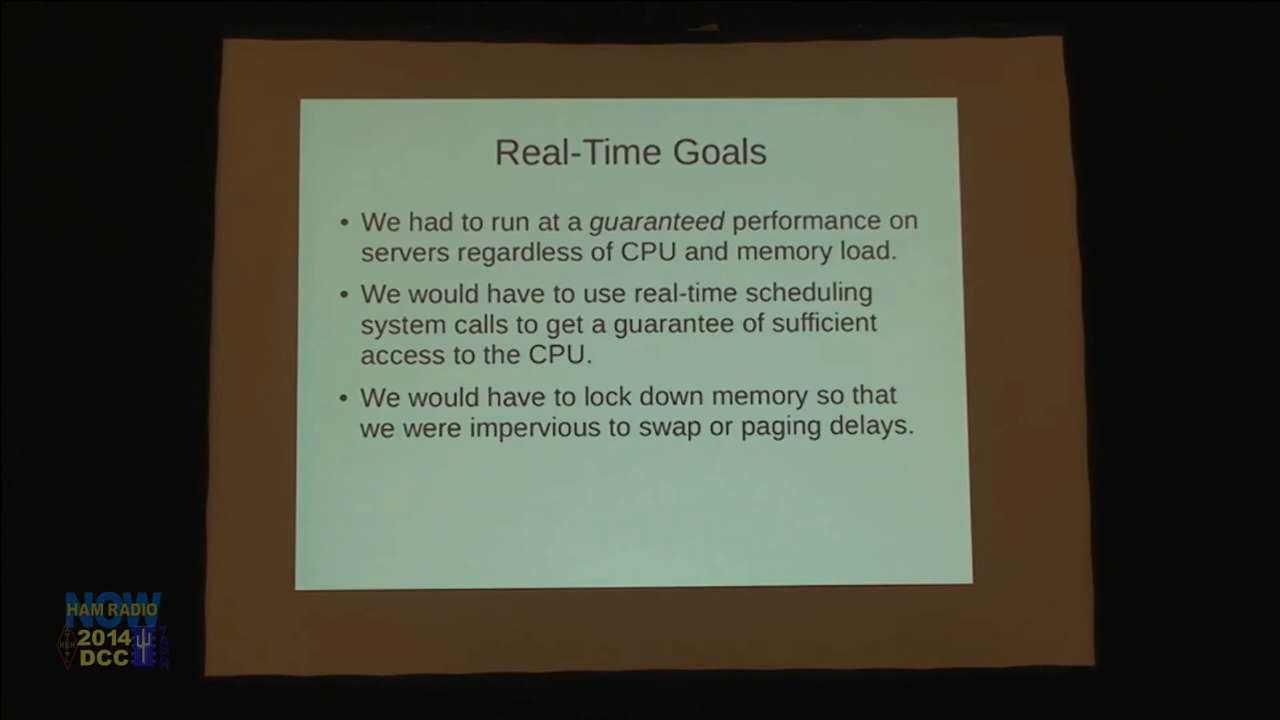 Real-Time Goals
• We had to run at a guaranteed performance on
servers regardless of CPU and memory load.
• We would have to use real-time scheduling
system calls to get a guarantee of sufficient
access to the CPU.
• We would have to lock down memory so that
we were impervious to swap or paging delays.
NOW
HAM RADIO
2014
DCC